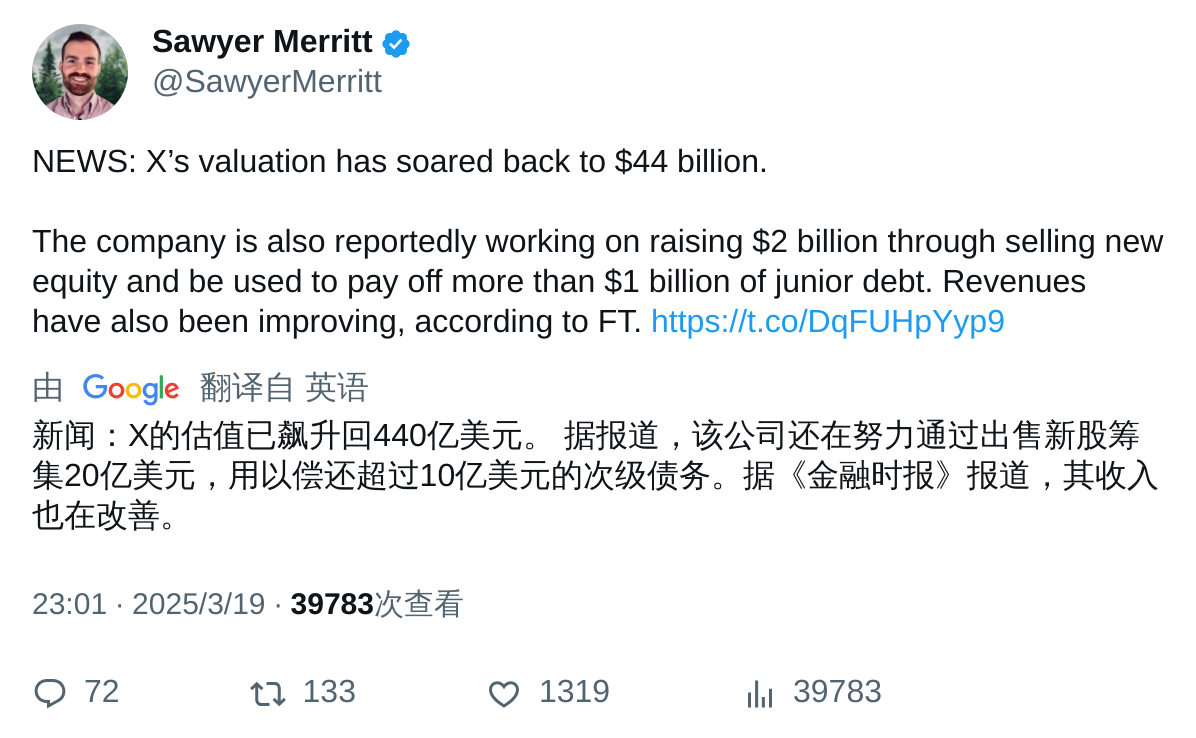 Sawyer Merritt
@SawyerMerritt
NEWS: X’s valuation has soared back to $44 billion.
The company is also reportedly working on raising $2 billion through selling new
equity and be used to pay off more than $1 billion of junior debt. Revenues
have also been improving, according to FT. https://t.co/DqFUHpYyp9
由 Google 翻译自 英语
新闻：X的估值已飙升回440亿美元。 据报道，该公司还在努力通过出售新股筹
集20亿美元，用以偿还超过10亿美元的次级债务。据《金融时报》报道，其收入
也在改善。
23:01 · 2025/3/19 · 39783次查看
72 133 1319 39783